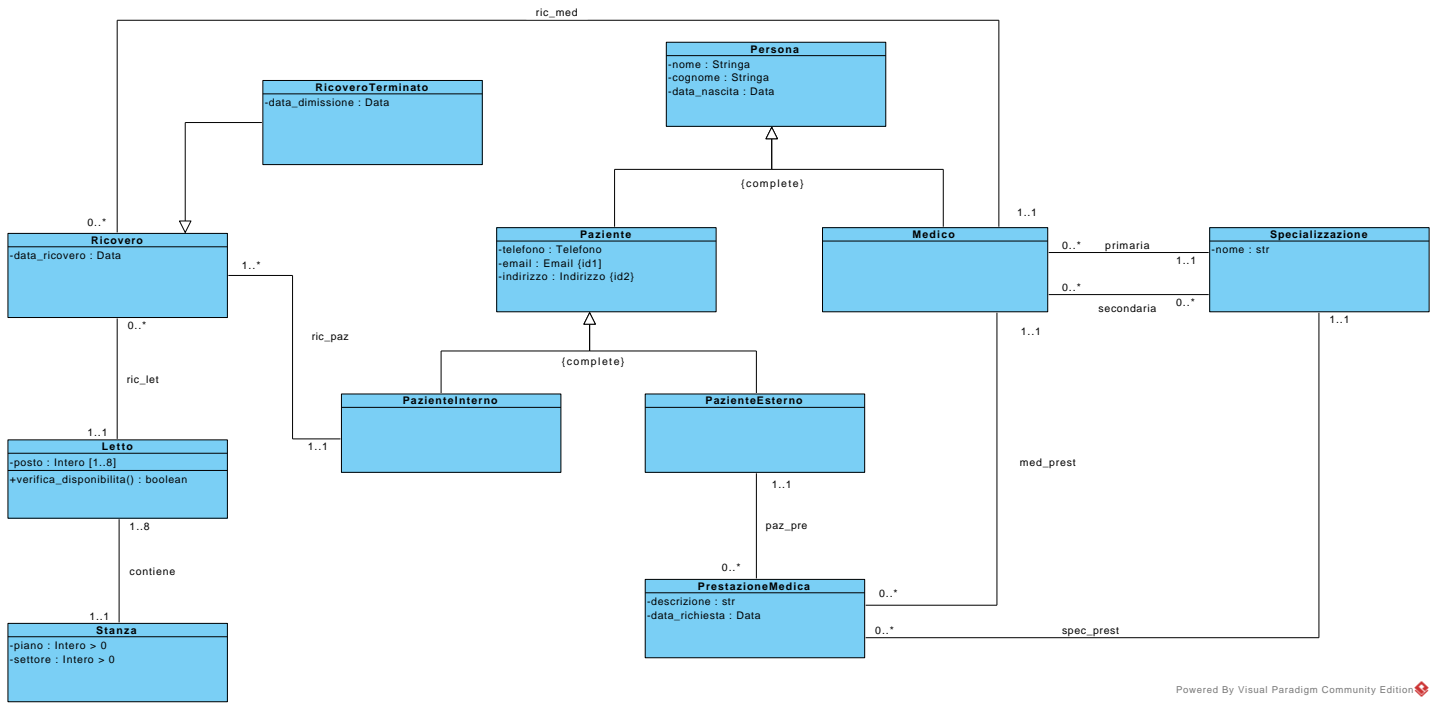 ric_med
Persona
-nome : Stringa
-cognome : Stringa
-data_nascita : Data
RicoveroTerminato
-data_dimissione : Data
{complete}
0..*
1..1
Ricovero
-data_ricovero : Data
Paziente
-telefono : Telefono
-email : Email {id1]
-indirizzo : Indirizzo {id2}
Medico
0..*
primaria
1..1
Specializzazione
-nome : str
1..*
0..*
0..*
secondaria
0..*
ric_paz
{complete}
1..1
1..1
ric_let
PazienteInterno
PazienteEsterno
1..1
Letto
-posto : Intero [1..8]
+verifica_disponibilita() : boolean
1..1
med_prest
1..1
1..8
paz_pre
contiene
0..*
1..1
PrestazioneMedica
-descrizione : str
-data_richiesta : Data
0..*
0..*
spec_prest
Stanza
-piano : Intero > 0
-settore : Intero > 0
Powered By Visual Paradigm Community Edition